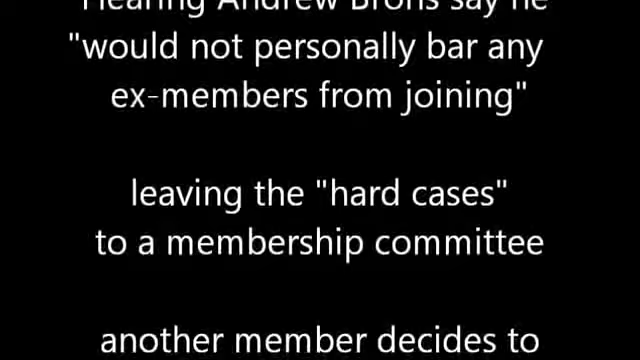 Hearing Andrew Brons say he
"would not personally bar any
ex-members from joining"
leaving the "hard cases"
to a membership committee
another member decides to